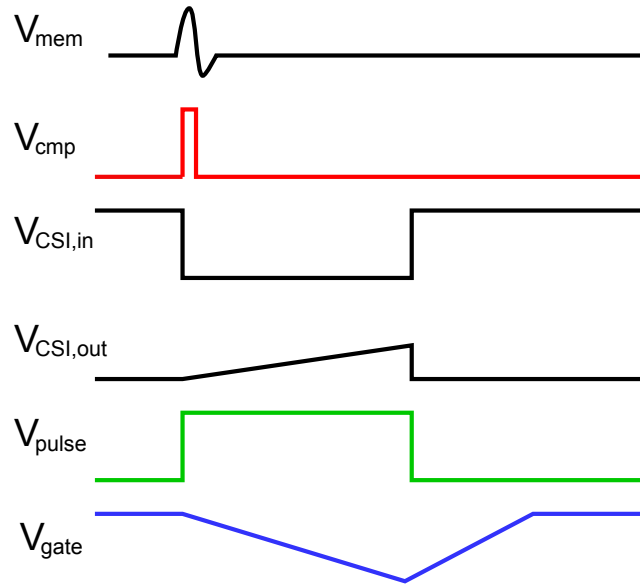 Vmem
Vcmp
VCSI,in
VCSI,out
Vpulse
Vgate